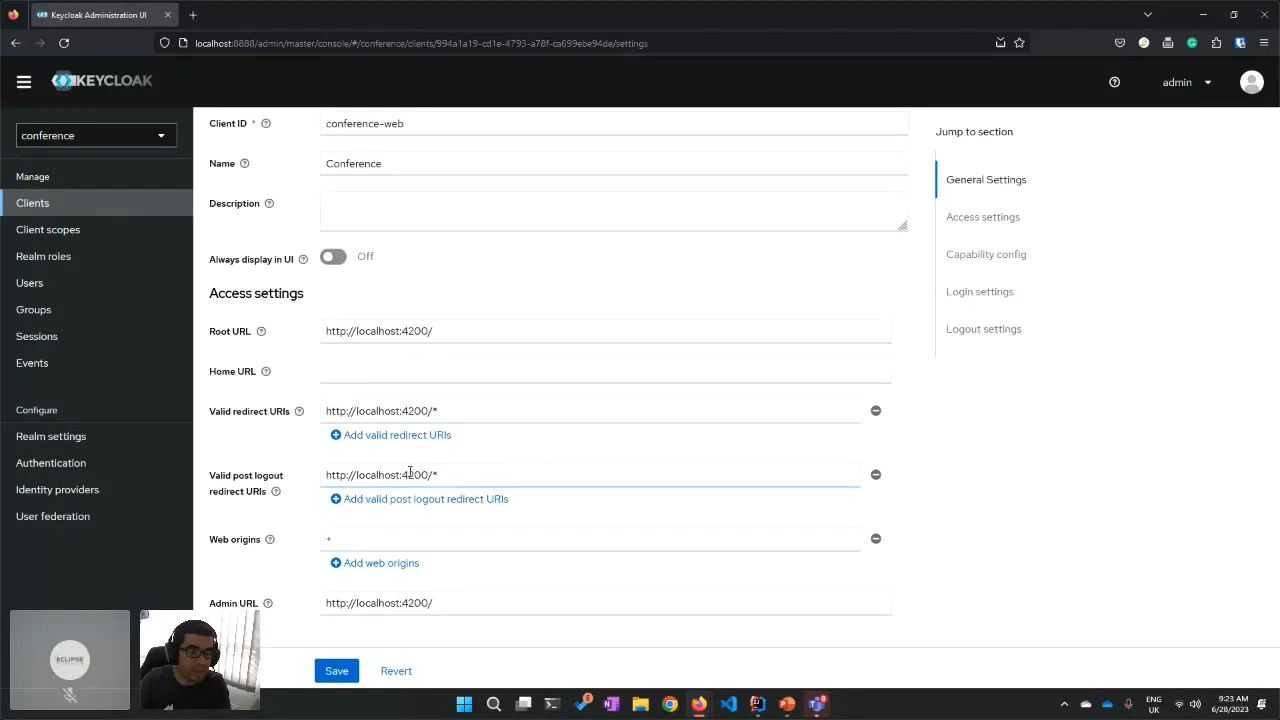 Keycloak Administration UI
localhost:8888/admin/master/console/#/conference/clients/994a1a19-cd1e-4793-a78f-ca699ebe94de/settings
KEYCLOAK
admin
conference
Manage
Clients
Client scopes
Realm roles
Users
Groups
Sessions
Events
Configure
Realm settings
Authentication
Identity providers
User federation
Client ID *
conference-web
Name
Conference
Description
Always display in UI
Off
Access settings
Root URL
http://localhost:4200/
Home URL
Valid redirect URIs
http://localhost:4200/*
Add valid redirect URIs
Valid post logout
redirect URIs
http://localhost:4200/*
Add valid post logout redirect URIs
Web origins
+
Add web origins
Admin URL
http://localhost:4200/
Save
Revert
Jump to section
General Settings
Access settings
Capability config
Login settings
Logout settings
ECLIPSE
ENG
UK
9:23 AM
6/28/2023